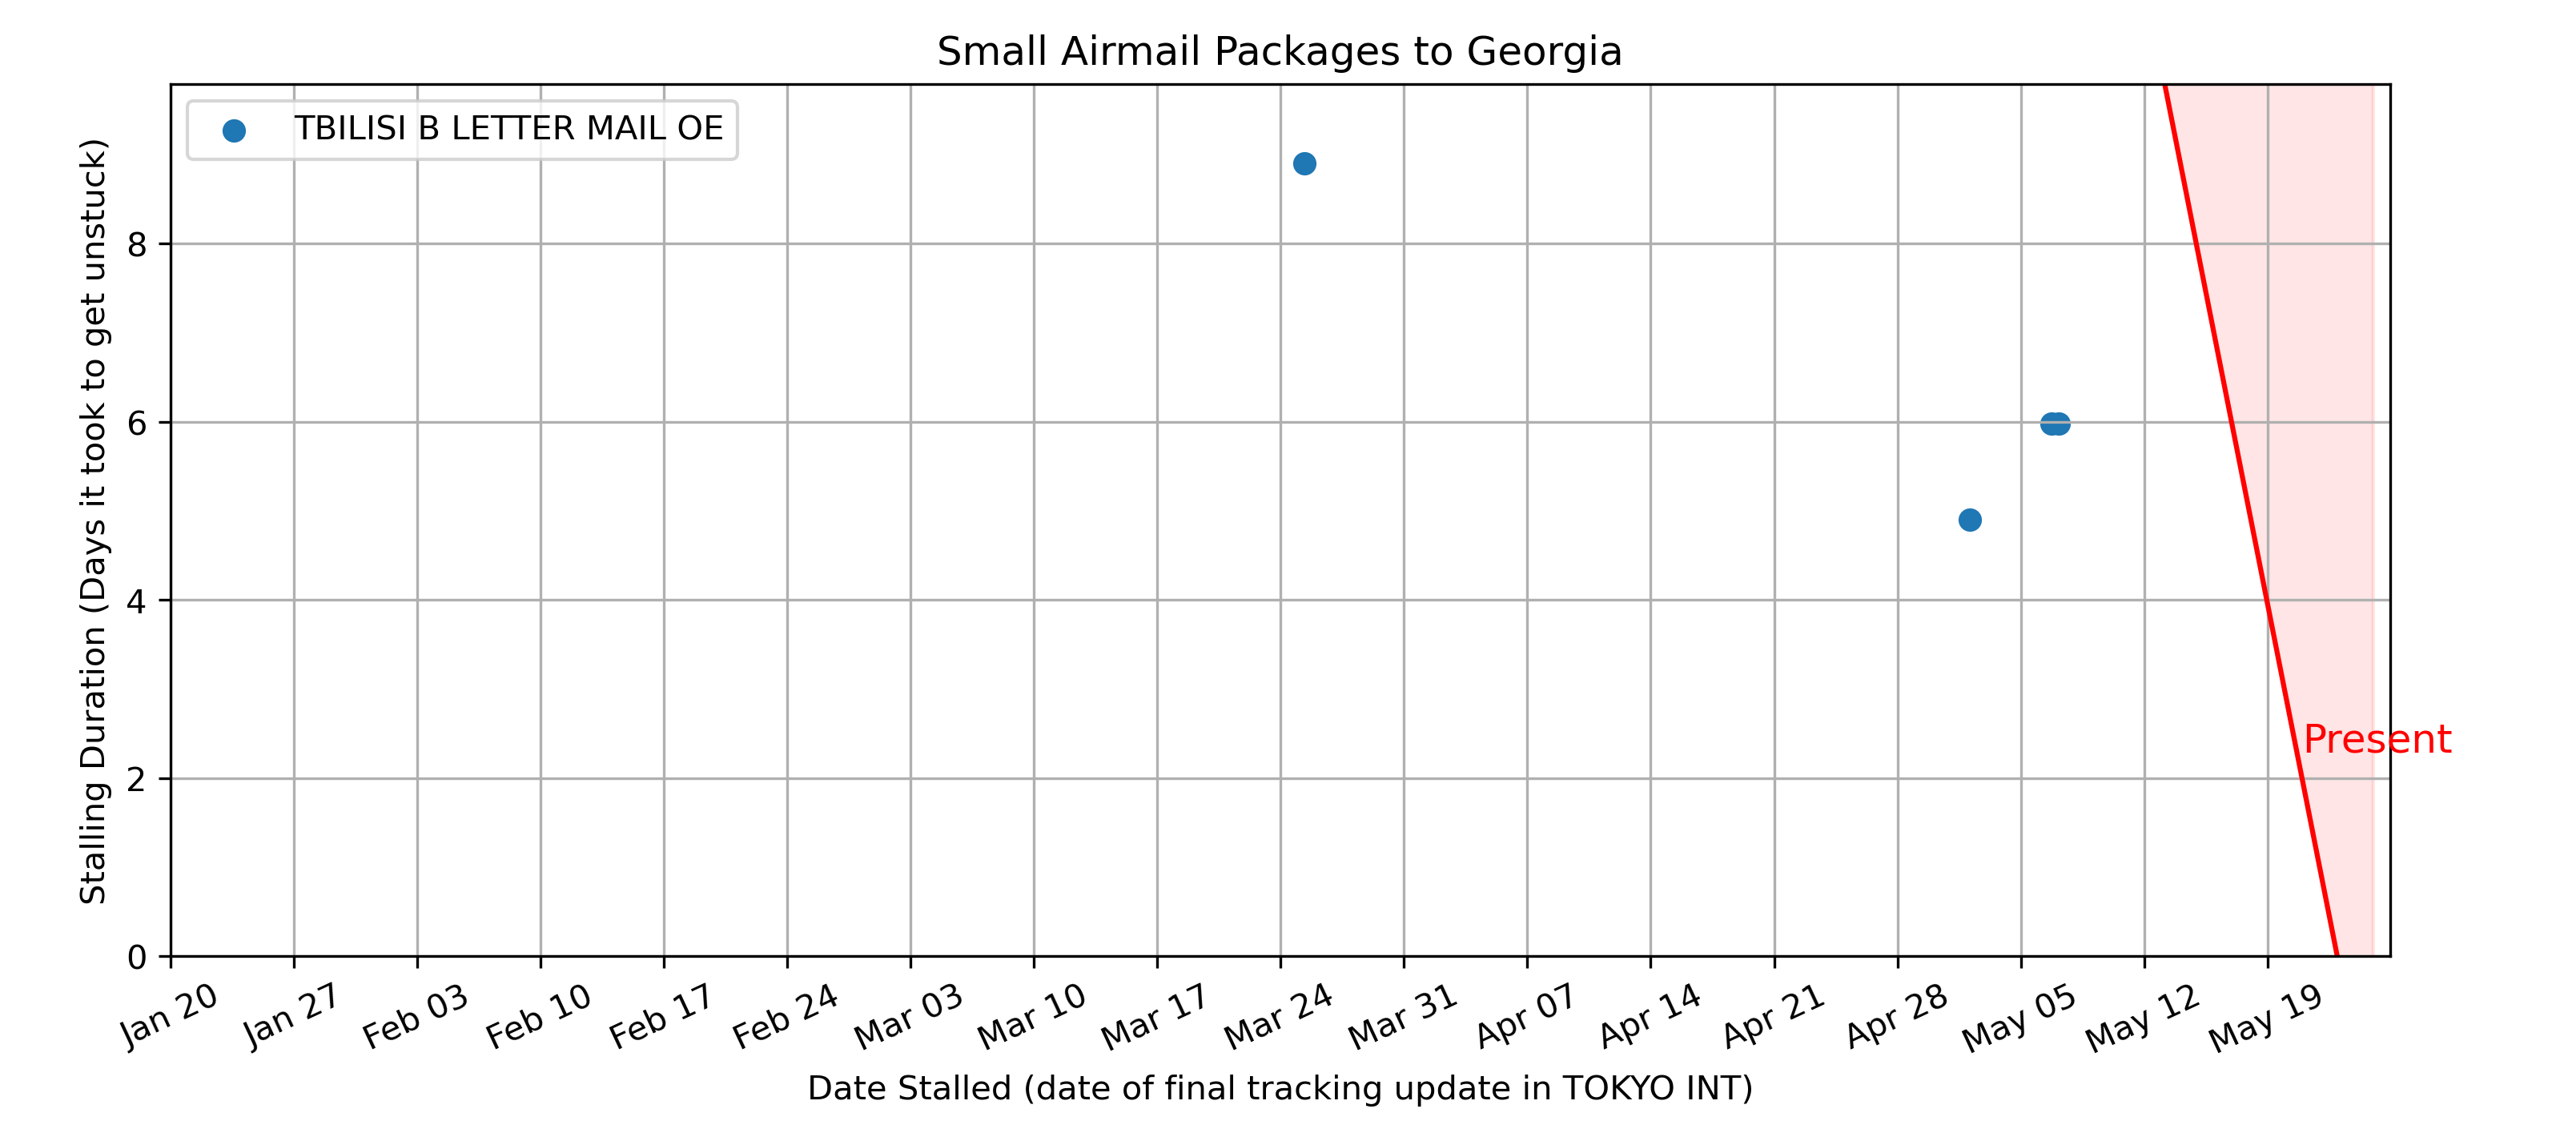 Small Airmail Packages to Georgia
TBILISI B LETTER MAIL OE
Stalling Duration (Days it took to get unstuck)
8
6
4
2
0
Present
Jan 20
Jan 27
Feb 03
Feb 10
Feb 17
Feb 24
Mar 03
Mar 10
Mar 17
Mar 24
Mar 31
Apr 07
Apr 14
Apr 21
Apr 28
May 05
May 12
May 19
Date Stalled (date of final tracking update in TOKYO INT)